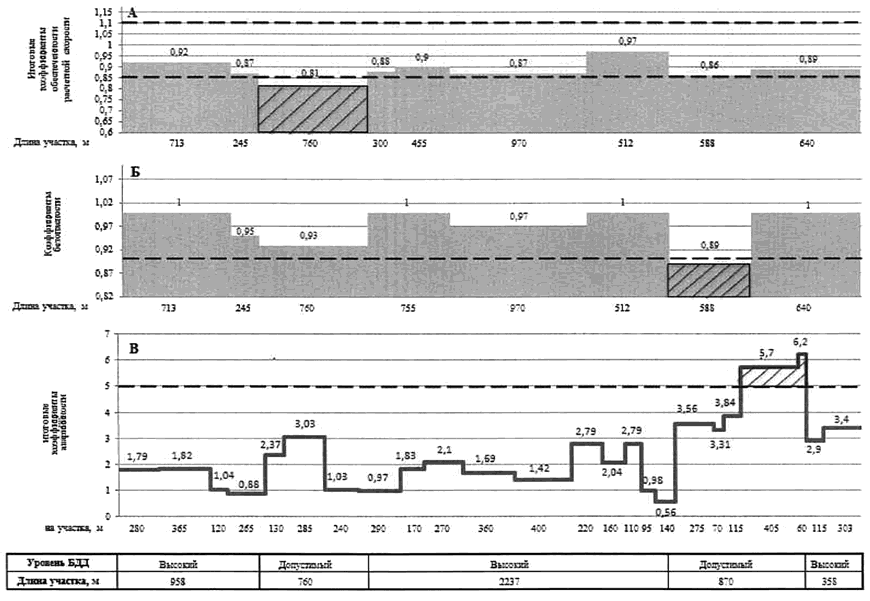 А
Итоговые
коэффициенты
обеспеченности
расчетной скорости
1,15
1,1
1,05
1
0,95
0,9
0,85
0,8
0,75
0,7
0,65
0,6
0,92 0,87 0,81 0,88 0,9 0,87 0,97 0,86 0,89
Длина участка, м 713 245 760 300 455 970 512 588 640
Б
Коэффициенты
безопасности
1,07
1,02
0,97
0,92
0,87
0,82
1 0,95 0,93 1 0,97 1 0,89 1
Длина участка, м 713 245 760 755 970 512 588 640
В
итоговые
коэффициенты
аварийности
7
6
5
4
3
2
1
0
1,79 1,82 1,04 0,88 2,37 3,03 1,03 0,97 1,83 2,1 1,69 1,42 2,79 2,04 2,79 0,98 0,56 3,56 3,31 3,84 5,7 6,2 2,9 3,4
на участка, м 280 365 120 265 130 285 240 290 170 270 360 400 220 160 110 95 140 275 70 115 405 60 115 303
Уровень БДД Высокий Допустимый Высокий Допустимый Высокий
Длина участка, м 958 760 2237 870 358